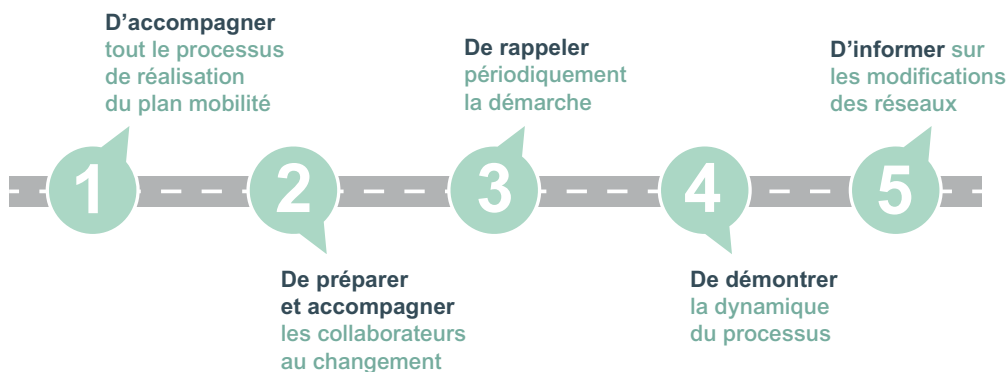 1
D’accompagner
tout le processus
de réalisation
du plan mobilité
2
De préparer
et accompagner
les collaborateurs
au changement
3
De rappeler
périodiquement
la démarche
4
De démontrer
la dynamique
du processus
5
D’informer sur
les modifications
des réseaux